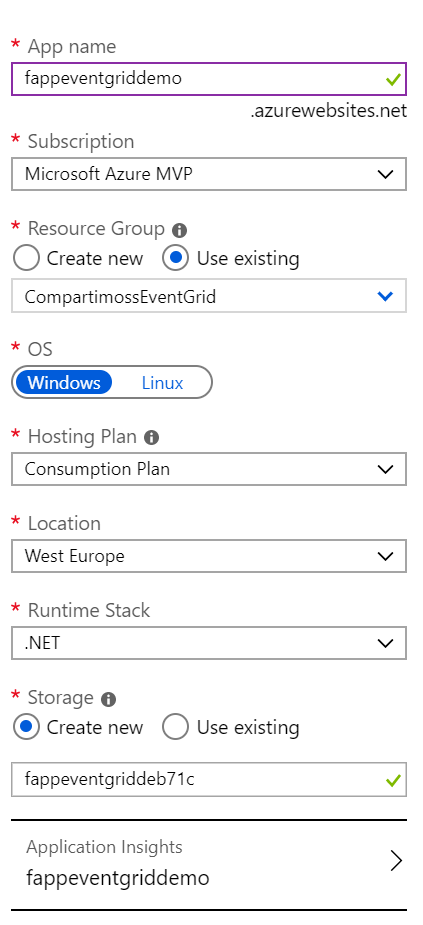 * App name
fappeventgriddemo
.azurewebsites.net
* Subscription
Microsoft Azure MVP
* Resource Group
Create new Use existing
CompartimossEventGrid
* OS
Windows Linux
* Hosting Plan
Consumption Plan
* Location
West Europe
* Runtime Stack
.NET
* Storage
Create new Use existing
fappeventgriddeb71c
Application Insights
fappeventgriddemo